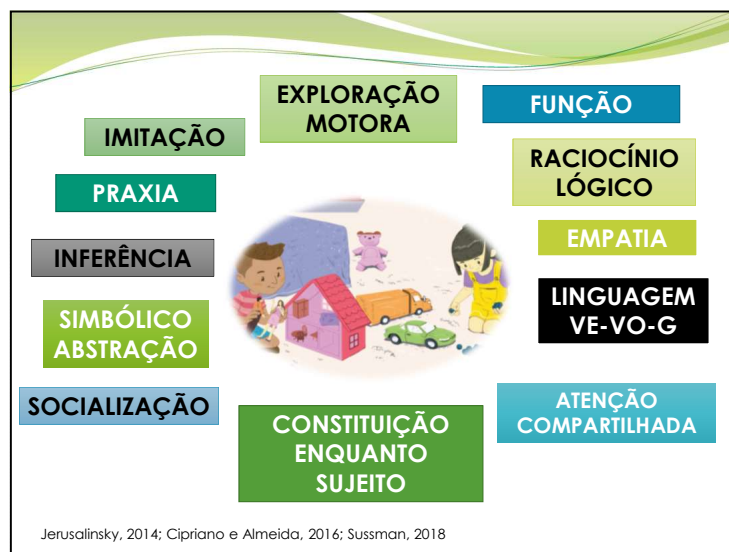 EXPLORAÇÃO
MOTORA
FUNÇÃO
IMITAÇÃO
RACIOCÍNIO
LÓGICO
PRAXIA
EMPATIA
INFERÊNCIA
LINGUAGEM
VE-VO-G
SIMBÓLICO
ABSTRAÇÃO
SOCIALIZAÇÃO
ATENÇÃO
COMPARTILHADA
CONSTITUIÇÃO
ENQUANTO
SUJEITO
Jerusalinsky, 2014; Cipriano e Almeida, 2016; Sussman, 2018